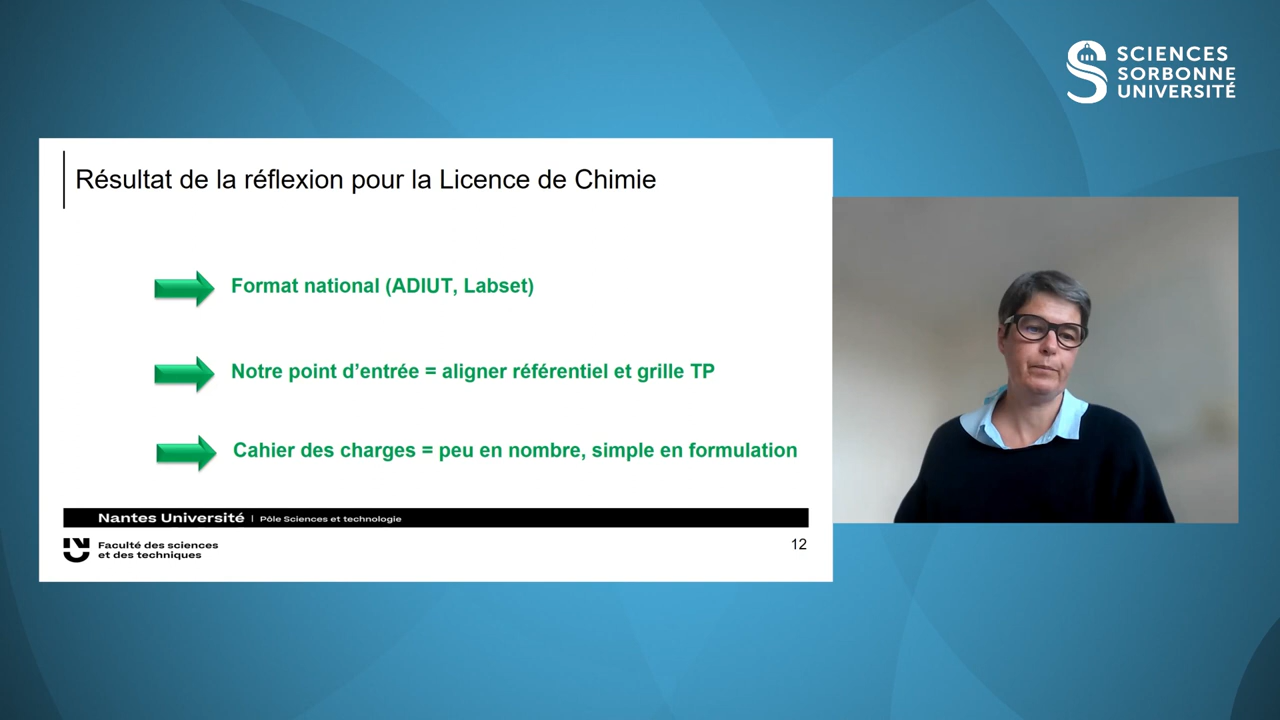 SCIENCES
SORBONNE
UNIVERSITÉ
Résultat de la réflexion pour la Licence de Chimie
Format national (ADIUT, Labset)
Notre point d’entrée = aligner référentiel et grille TP
Cahier des charges = peu en nombre, simple en formulation
Nantes Université | Pôle Sciences et technologie
Faculté des sciences
et des techniques
12